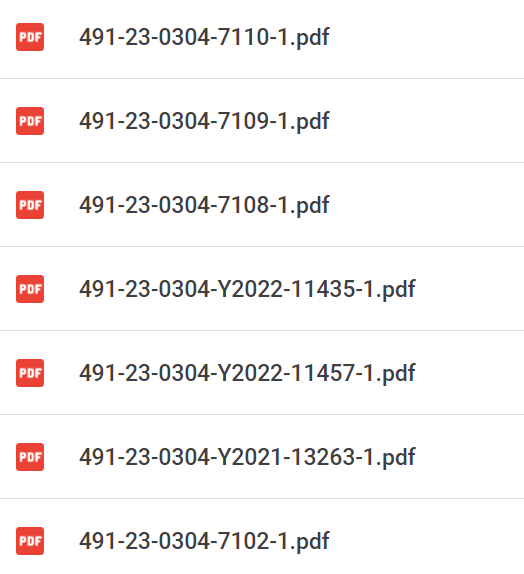 PDF 491-23-0304-7110-1.pdf
PDF 491-23-0304-7109-1.pdf
PDF 491-23-0304-7108-1.pdf
PDF 491-23-0304-Y2022-11435-1.pdf
PDF 491-23-0304-Y2022-11457-1.pdf
PDF 491-23-0304-Y2021-13263-1.pdf
PDF 491-23-0304-7102-1.pdf